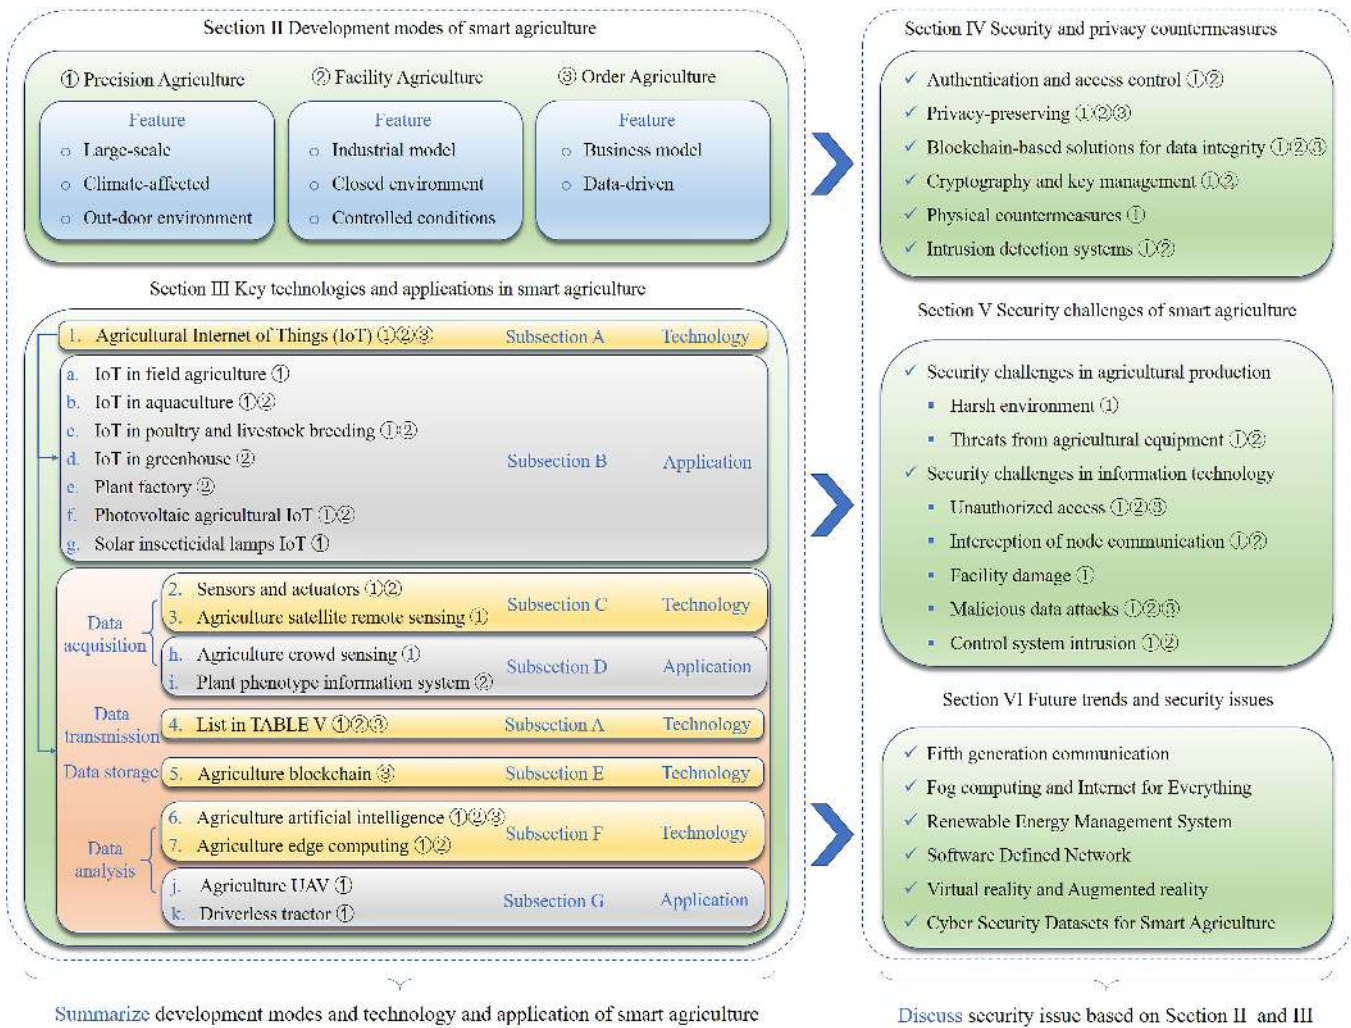 Section II Development modes of smart agriculture
① Precision Agriculture
Feature
○ Large-scale
○ Climate-affected
○ Out-door environment
② Facility Agriculture
Feature
○ Industrial model
○ Closed environment
○ Controlled conditions
③ Order Agriculture
Feature
○ Business model
○ Data-driven
Section III Key technologies and applications in smart agriculture
1. Agricultural Internet of Things (IoT) ①②③ Subsection A Technology
a. IoT in field agriculture ①
b. IoT in aquaculture ①②
c. IoT in poultry and livestock breeding ①②
d. IoT in greenhouse ②
e. Plant factory ②
f. Photovoltaic agricultural IoT ①②
g. Solar insecticidal lamps IoT ①
Subsection B Application
Data
acquisition
2. Sensors and actuators ①②
3. Agriculture satellite remote sensing ①
Subsection C Technology
h. Agriculture crowd sensing ①
i. Plant phenotype information system ②
Subsection D Application
Data
transmission
4. List in TABLE V ①②③ Subsection A Technology
Data storage
5. Agriculture blockchain ③ Subsection E Technology
Data
analysis
6. Agriculture artificial intelligence ①②③
7. Agriculture edge computing ①②
Subsection F Technology
j. Agriculture UAV ①
k. Driverless tractor ①
Subsection G Application
Summarize development modes and technology and application of smart agriculture
Section IV Security and privacy countermeasures
✓ Authentication and access control ①②
✓ Privacy-preserving ①②③
✓ Blockchain-based solutions for data integrity ①②③
✓ Cryptography and key management ①②
✓ Physical countermeasures ①
✓ Intrusion detection systems ①②
Section V Security challenges of smart agriculture
✓ Security challenges in agricultural production
▪ Harsh environment ①
▪ Threats from agricultural equipment ①②
✓ Security challenges in information technology
▪ Unauthorized access ①②③
▪ Interception of node communication ①②
▪ Facility damage ①
▪ Malicious data attacks ①②③
▪ Control system intrusion ①②
Section VI Future trends and security issues
✓ Fifth generation communication
✓ Fog computing and Internet for Everything
✓ Renewable Energy Management System
✓ Software Defined Network
✓ Virtual reality and Augmented reality
✓ Cyber Security Datasets for Smart Agriculture
Discuss security issue based on Section II and III